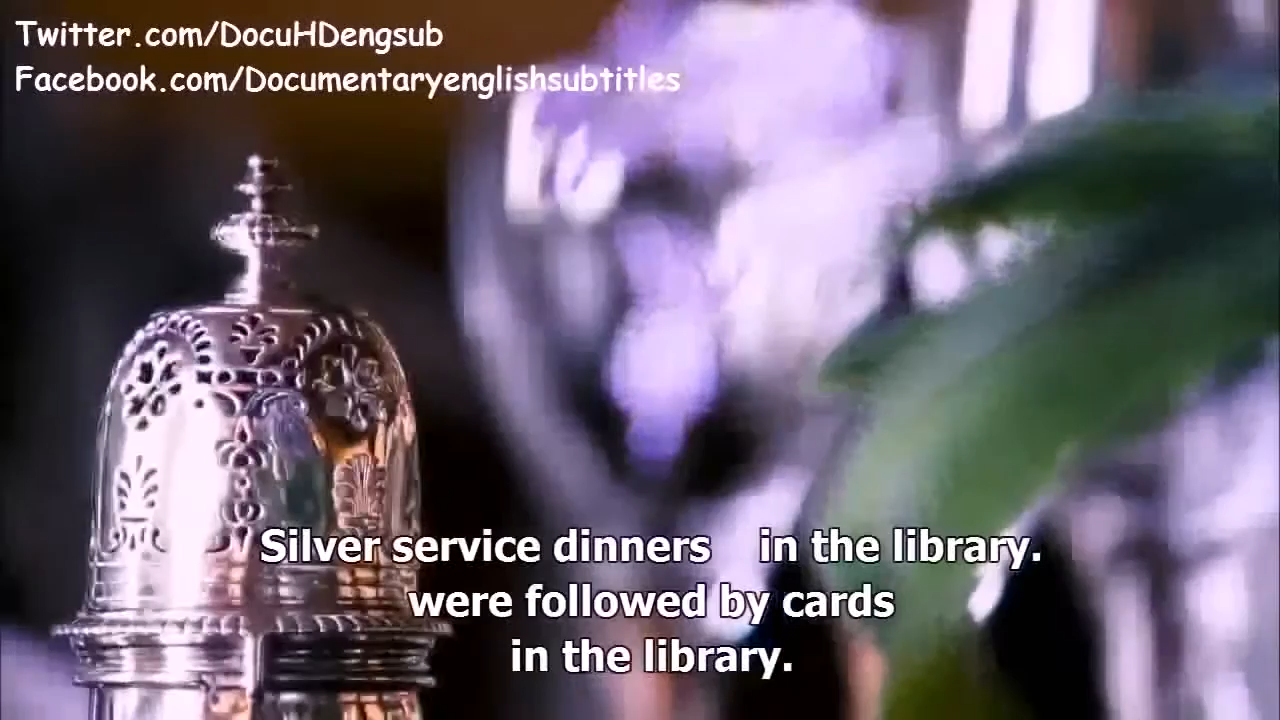 Twitter.com/DocuHDengsub
Facebook.com/Documentaryenglishsubtitles
Silver service dinners in the library.
were followed by cards
in the library.